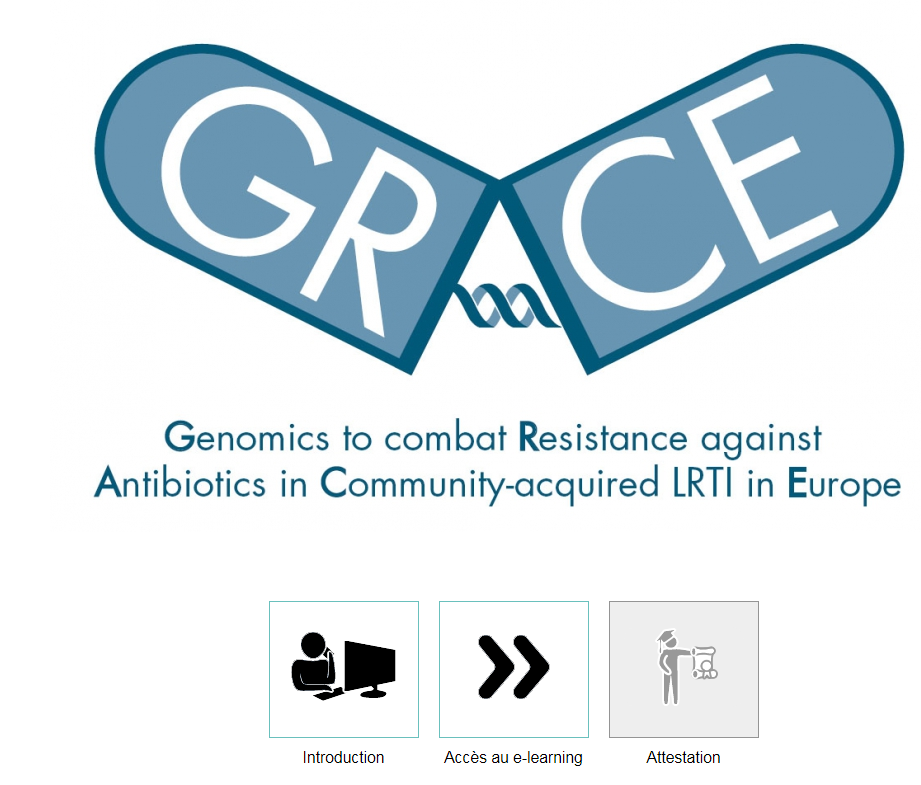 GRACE
Genomics to combat Resistance against
Antibiotics in Community-acquired LRTI in Europe
Introduction
Accès au e-learning
Attestation